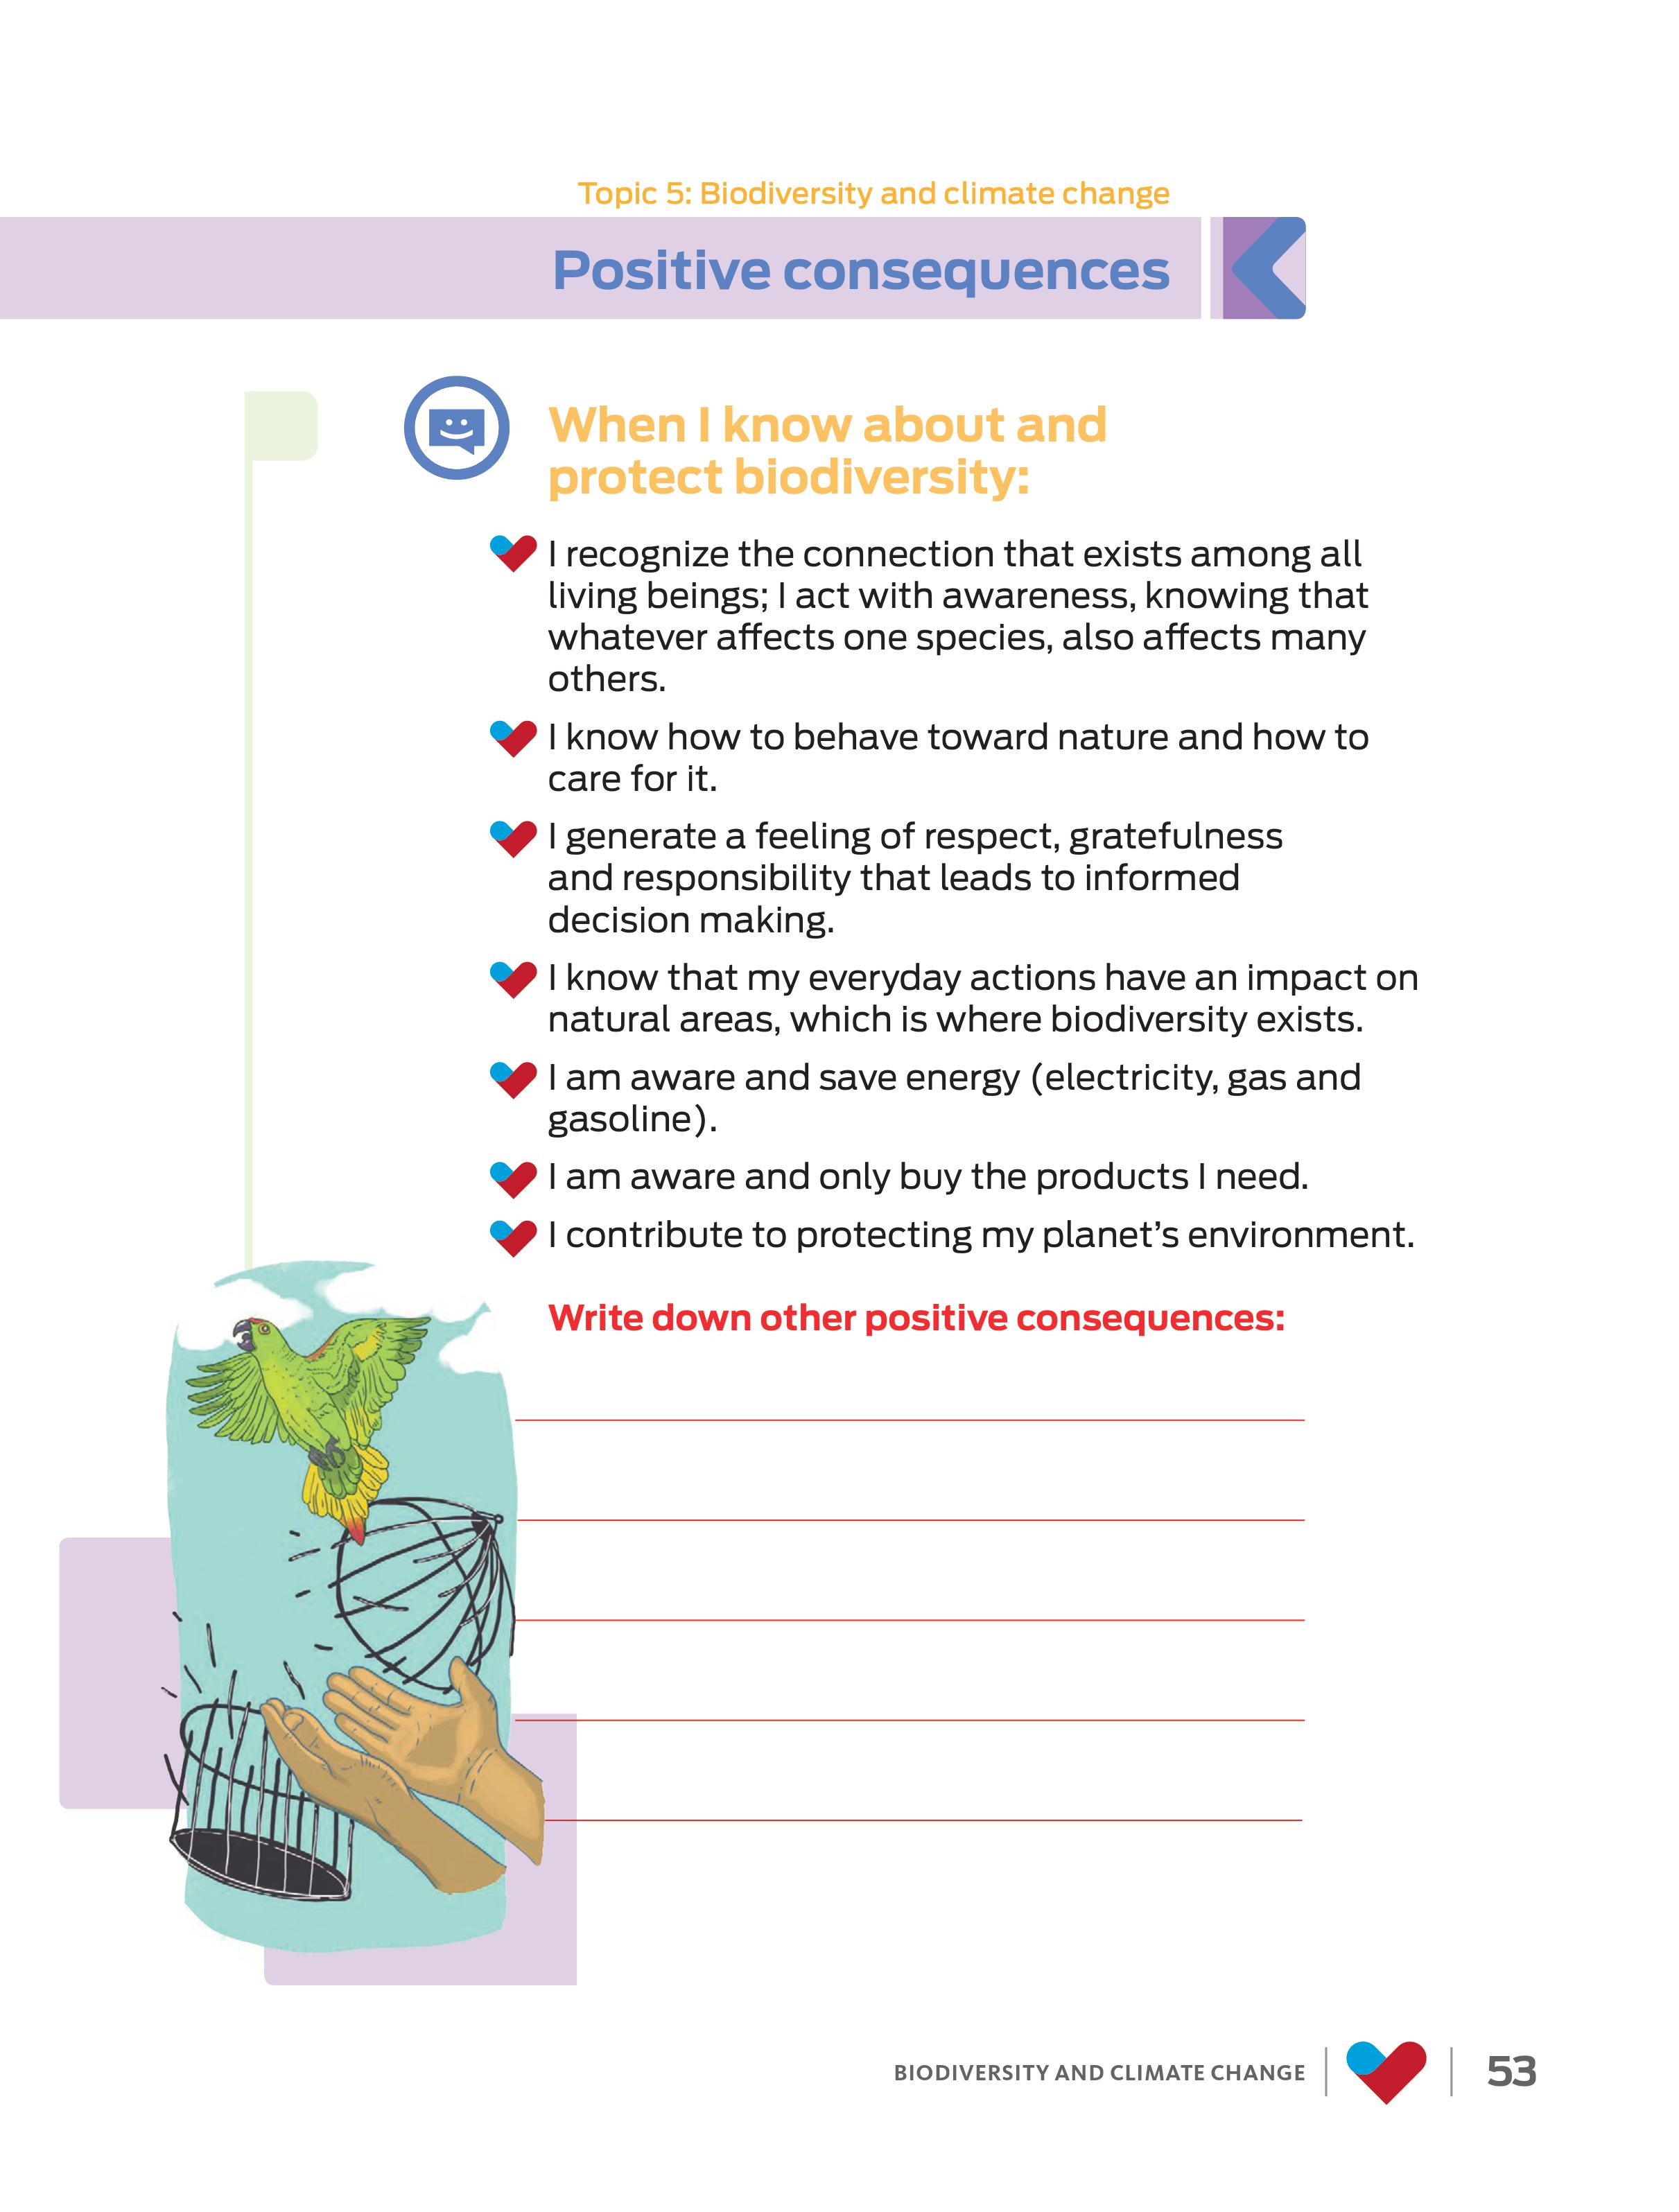 Topic 5: Biodiversity and climate change
Positive consequences
When I know about and
protect biodiversity:
I recognize the connection that exists among all
living beings; I act with awareness, knowing that
whatever affects one species, also affects many
others.
I know how to behave toward nature and how to
care for it.
I generate a feeling of respect, gratefulness
and responsibility that leads to informed
decision making.
I know that my everyday actions have an impact on
natural areas, which is where biodiversity exists.
I am aware and save energy (electricity, gas and
gasoline).
I am aware and only buy the products I need.
I contribute to protecting my planet’s environment.
Write down other positive consequences:
BIODIVERSITY AND CLIMATE CHANGE
53